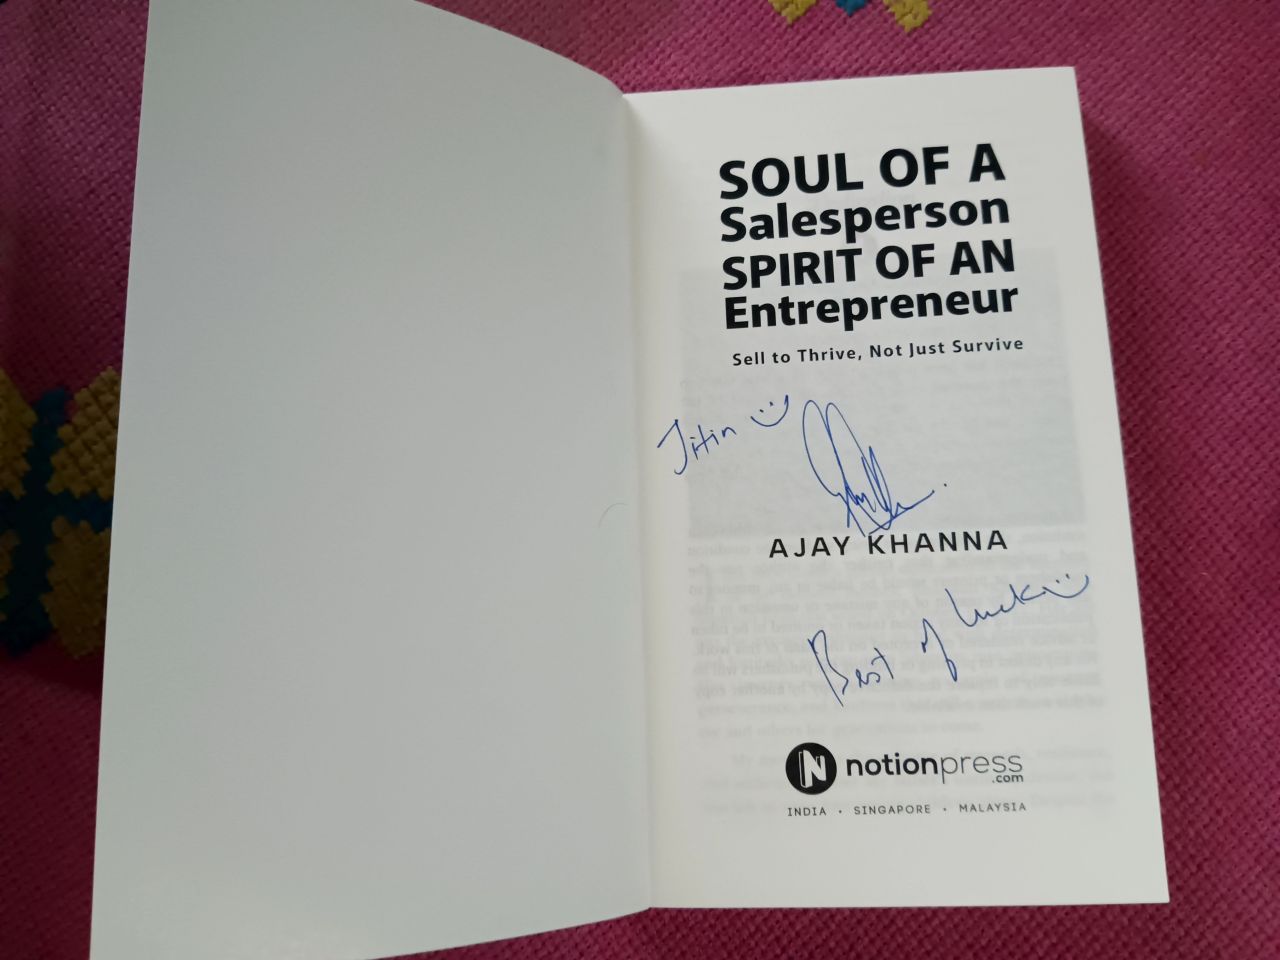 SOUL OF A
Salesperson
SPIRIT OF AN
Entrepreneur
Sell to Thrive, Not Just Survive
Jitin
AJAY KHANNA
Best of luck
notionpress
.com
INDIA • SINGAPORE • MALAYSIA